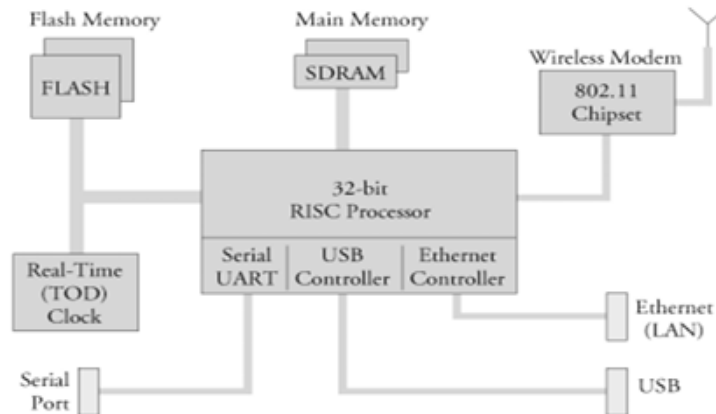 Flash Memory
FLASH
Main Memory
SDRAM
Wireless Modem
802.11
Chipset
32-bit
RISC Processor
Serial
UART
USB
Controller
Ethernet
Controller
Real-Time
(TOD)
Clock
Ethernet
(LAN)
Serial
Port
USB